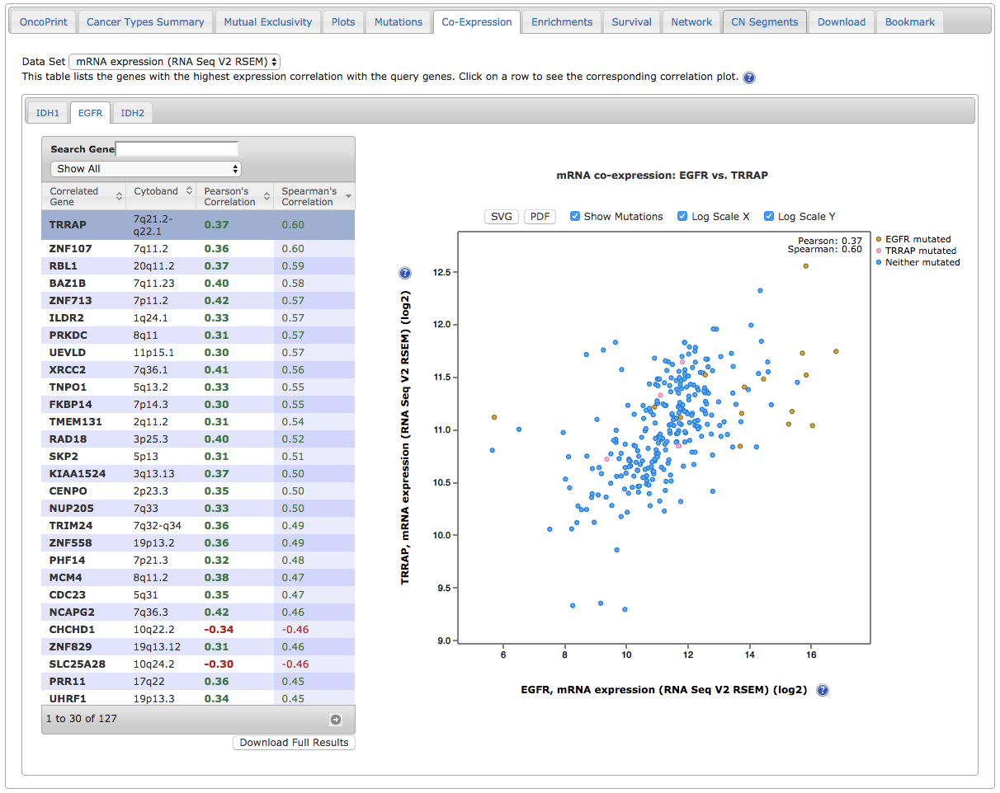 OncoPrint Cancer Types Summary Mutual Exclusivity Plots Mutations Co-Expression Enrichments Survival Network CN Segments Download Bookmark
Data Set mRNA expression (RNA Seq V2 RSEM)
This table lists the genes with the highest expression correlation with the query genes. Click on a row to see the corresponding correlation plot. ?
IDH1 EGFR IDH2
Search Gene
Show All
Correlated Gene Cytoband Pearson's Correlation Spearman's Correlation
TRRAP 7q21.2-q22.1 0.37 0.60
ZNF107 7q11.2 0.36 0.60
RBL1 20q11.2 0.37 0.59
BAZ1B 7q11.23 0.40 0.58
ZNF713 7p11.2 0.42 0.57
ILDR2 1q24.1 0.33 0.57
PRKDC 8q11 0.31 0.57
UEVLD 11p15.1 0.30 0.57
XRCC2 7q36.1 0.41 0.56
TNPO1 5q13.2 0.33 0.55
FKBP14 7p14.3 0.30 0.55
TMEM131 2q11.2 0.31 0.54
RAD18 3p25.3 0.40 0.52
SKP2 5p13 0.31 0.51
KIAA1524 3q13.13 0.37 0.50
CENPO 2p23.3 0.35 0.50
NUP205 7q33 0.33 0.50
TRIM24 7q32-q34 0.36 0.49
ZNF558 19p13.2 0.36 0.49
PHF14 7p21.3 0.32 0.48
MCM4 8q11.2 0.38 0.47
CDC23 5q31 0.35 0.47
NCAPG2 7q36.3 0.42 0.46
CHCHD1 10q22.2 -0.34 -0.46
ZNF829 19q13.12 0.31 0.46
SLC25A28 10q24.2 -0.30 -0.46
PRR11 17q22 0.36 0.45
UHRF1 19p13.3 0.34 0.45
1 to 30 of 127
Download Full Results
mRNA co-expression: EGFR vs. TRRAP
SVG PDF Show Mutations Log Scale X Log Scale Y
Pearson: 0.37
Spearman: 0.60
EGFR mutated
TRRAP mutated
Neither mutated
?
TRRAP, mRNA expression (RNA Seq V2 RSEM) (log2)
12.5
12.0
11.5
11.0
10.5
10.0
9.5
9.0
6 8 10 12 14 16
EGFR, mRNA expression (RNA Seq V2 RSEM) (log2) ?